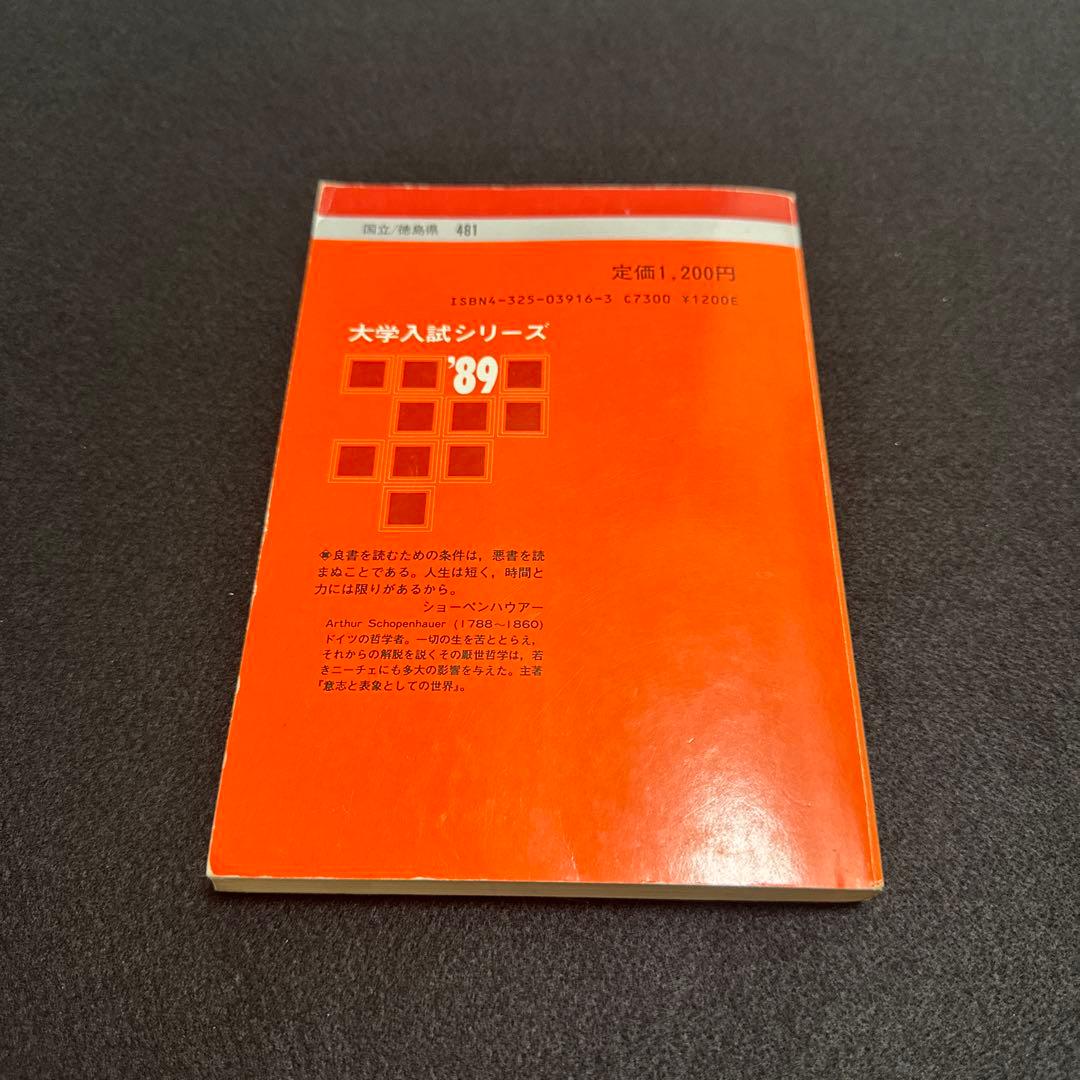 国立/徳島県 481
定価1,200円
ISBN4-325-03916-3 C7300 ¥1200E
大学入試シリーズ
'89
良書を読むための条件は，悪書を読
まぬことである。人生は短く，時間と
力には限りがあるから。
ショーペンハウアー
Arthur Schopenhauer (1788〜1860)
ドイツの哲学者。一切の生を苦ととらえ，
それからの解脱を説くその厭世哲学は，若
きニーチェにも多大の影響を与えた。主著
『意志と表象としての世界』。